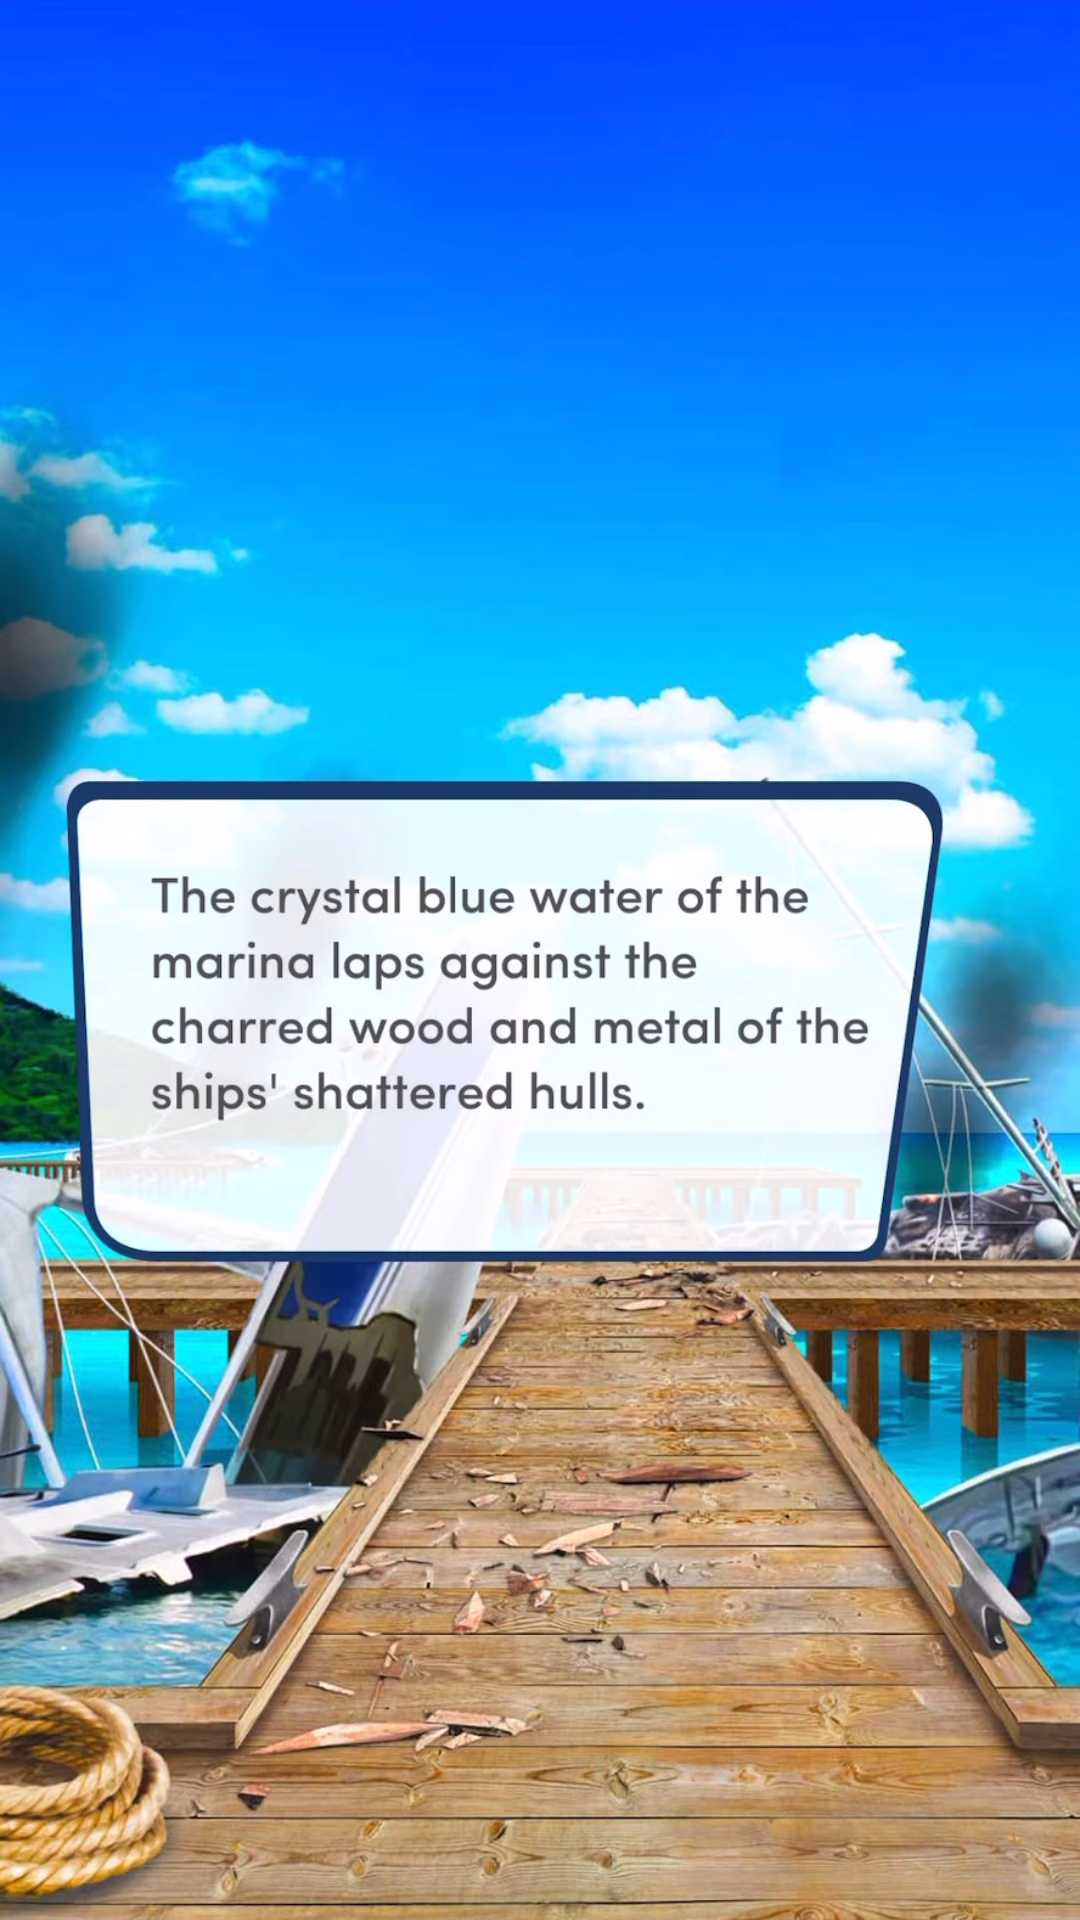 The crystal blue water of the
marina laps against the
charred wood and metal of the
ships' shattered hulls.